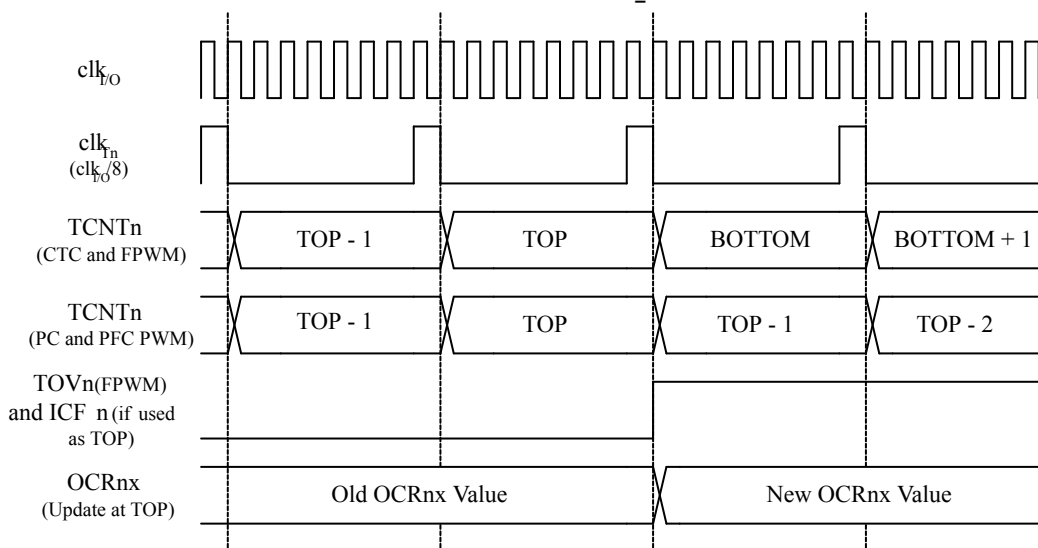 clkI/O
clkTn
(clkI/O/8)
TCNTn
(CTC and FPWM)
TOP - 1
TOP
BOTTOM
BOTTOM + 1
TCNTn
(PC and PFC PWM)
TOP - 1
TOP
TOP - 1
TOP - 2
TOVn(FPWM)
and ICF n (if used
as TOP)
OCRnx
(Update at TOP)
Old OCRnx Value
New OCRnx Value